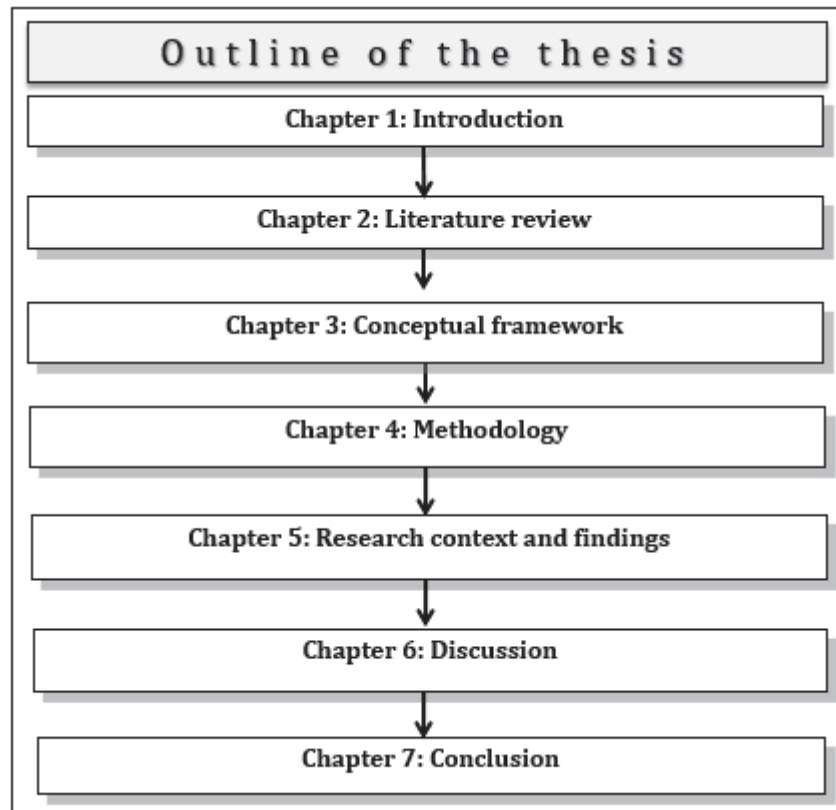 Outline of the thesis
Chapter 1: Introduction
Chapter 2: Literature review
Chapter 3: Conceptual framework
Chapter 4: Methodology
Chapter 5: Research context and findings
Chapter 6: Discussion
Chapter 7: Conclusion